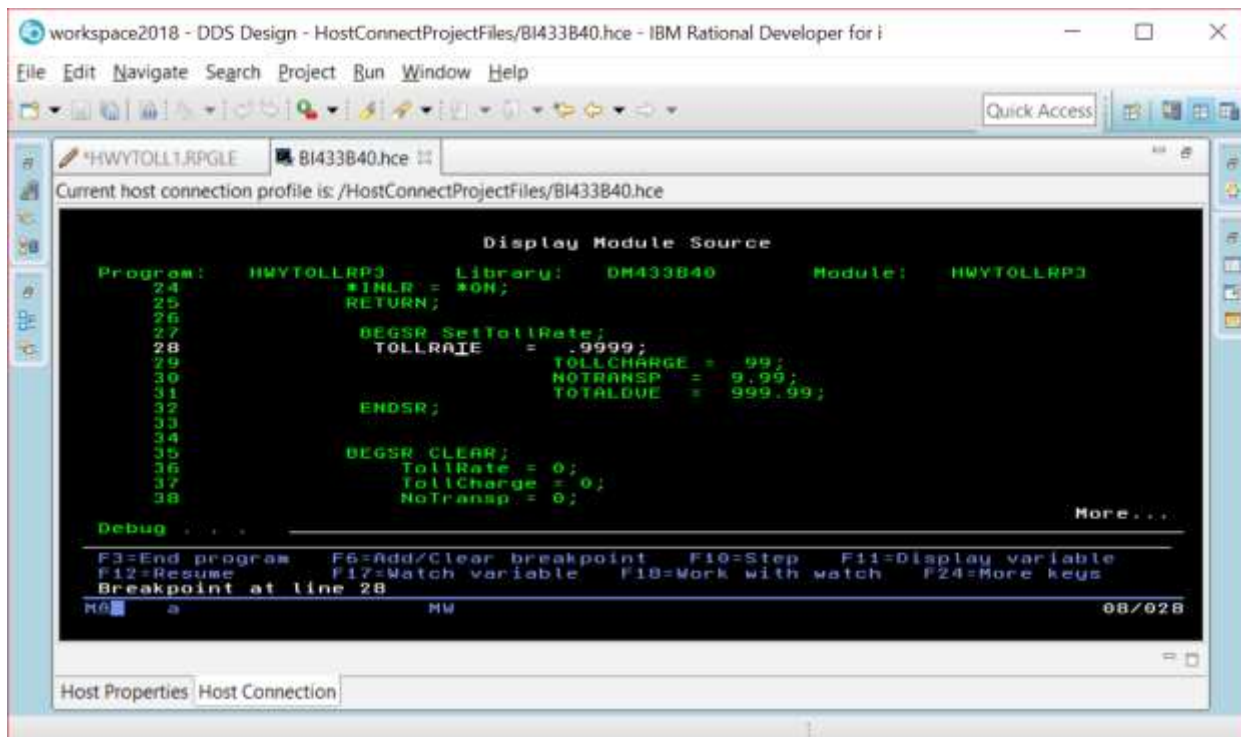 workspace2018 - DDS Design - HostConnectProjectFiles/BI433B40.hce - IBM Rational Developer for i
File Edit Navigate Search Project Run Window Help
Quick Access
*HWYTOLL1.RPGLE BI433B40.hce
Current host connection profile is: /HostConnectProjectFiles/BI433B40.hce
Display Module Source
Program: HWYTOLLRP3 Library: DM433B40 Module: HWYTOLLRP3
24 *INLR = *ON;
25 RETURN;
26
27 BEGSR SetTollRate;
28 TOLLRATE = .9999;
29 TOLLCHARGE = 99;
30 NOTRANSP = 9.99;
31 TOTALDUE = 999.99;
32 ENDSR;
33
34
35 BEGSR CLEAR;
36 TollRate = 0;
37 TollCharge = 0;
38 NoTransp = 0;
More...
Debug . . .
F3=End program F6=Add/Clear breakpoint F10=Step F11=Display variable
F12=Resume F17=Watch variable F18=Work with watch F24=More keys
Breakpoint at line 28
a MW 08/028
Host Properties Host Connection